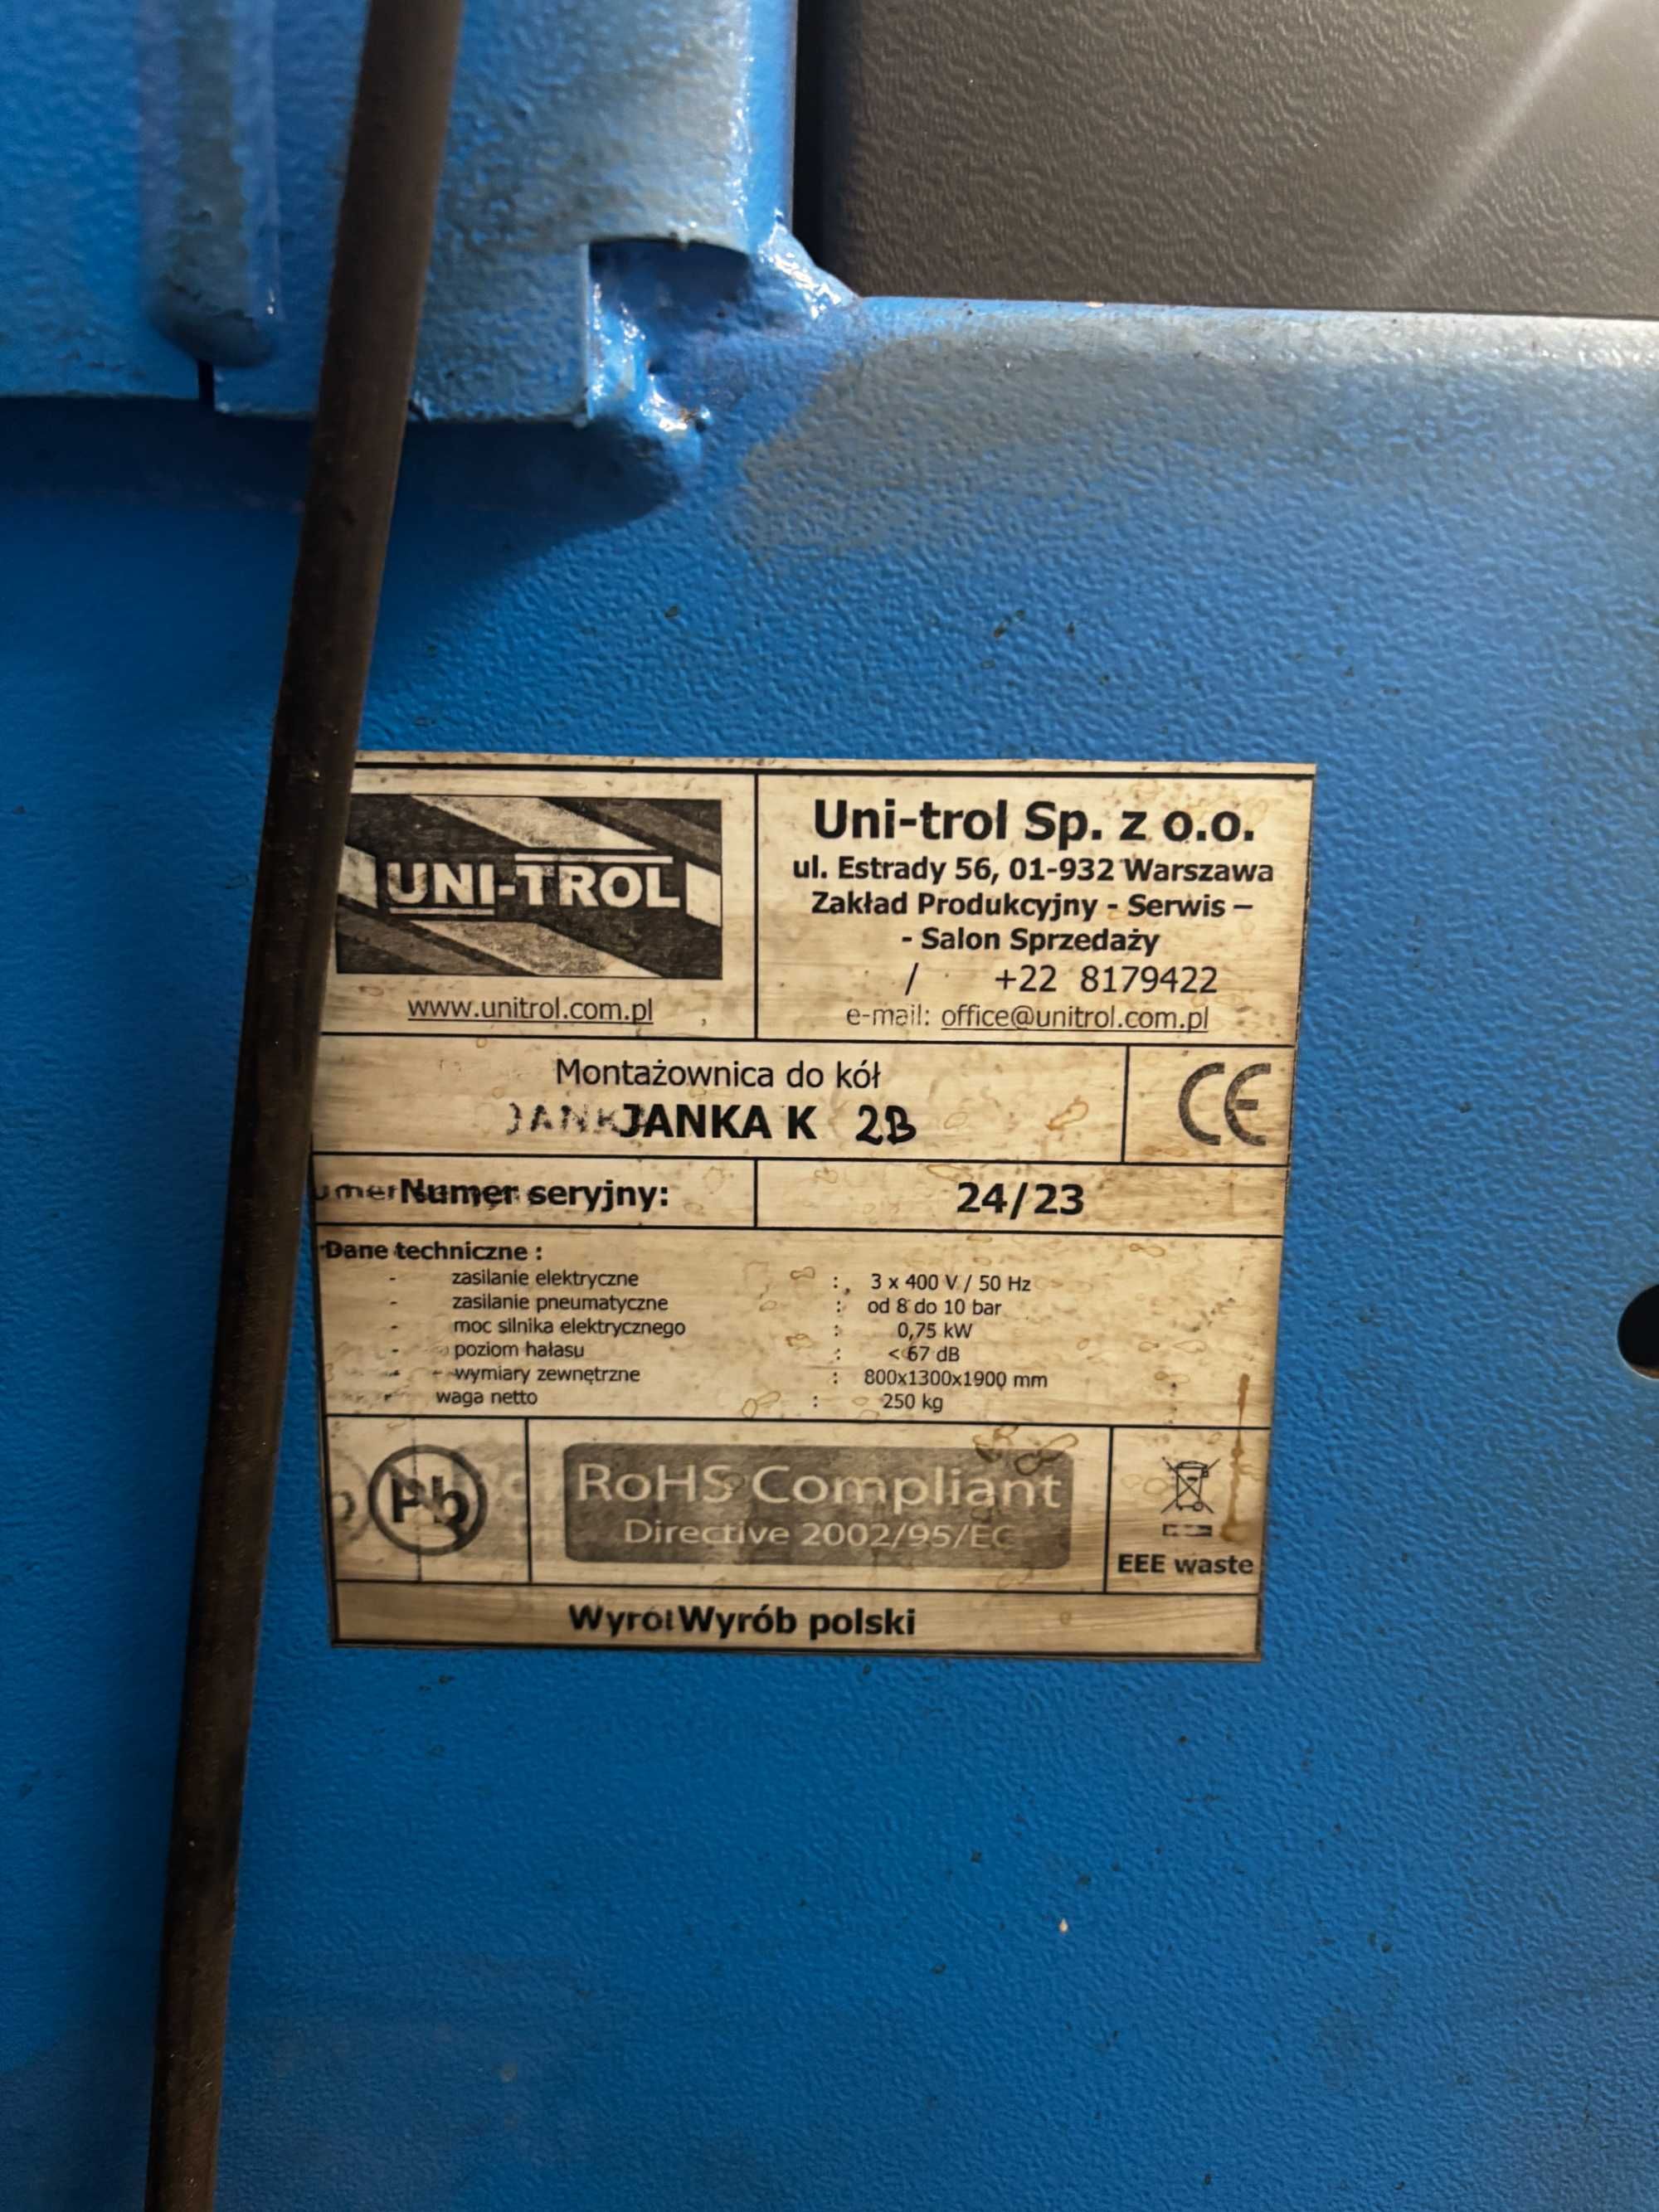 UNI-TROL
www.unitrol.com.pl
Uni-trol Sp. z o.o.
ul. Estrady 56, 01-932 Warszawa
Zakład Produkcyjny - Serwis –
- Salon Sprzedaży
/ +22 8179422
e-mail: office@unitrol.com.pl
Montażownica do kół
JANKJANKA K 2B
CE
umerNumer seryjny: 24/23
Dane techniczne :
- zasilanie elektryczne : 3 x 400 V / 50 Hz
- zasilanie pneumatyczne : od 8 do 10 bar
- moc silnika elektrycznego : 0,75 kW
- poziom hałasu : < 67 dB
- wymiary zewnętrzne : 800x1300x1900 mm
waga netto : 250 kg
Pb
RoHS Compliant
Directive 2002/95/EC
EEE waste
WyróbWyrób polski